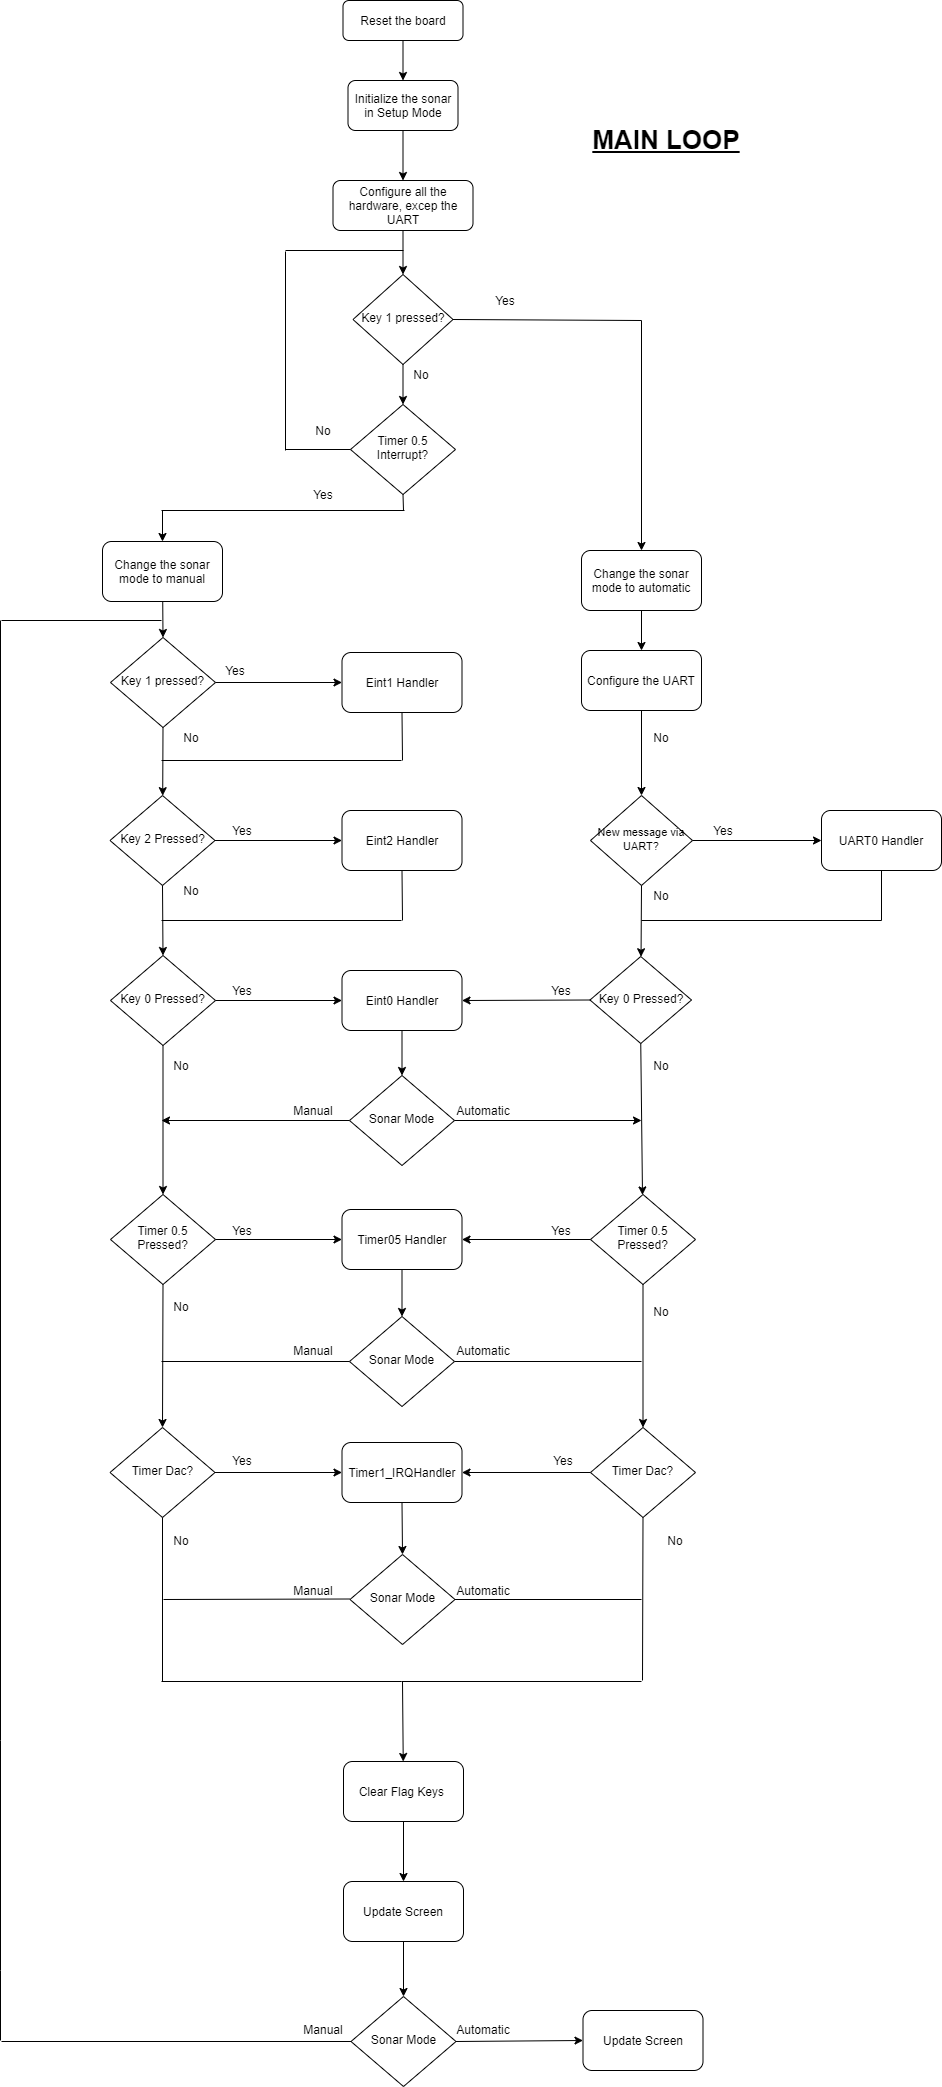 Reset the board
Initialize the sonar
in Setup Mode
MAIN LOOP
Configure all the
hardware, excep the
UART
Yes
Key 1 pressed?
No
No
Timer 0.5
Interrupt?
Yes
Change the sonar
mode to manual
Change the sonar
mode to automatic
Key 1 pressed?
Yes
Eint1 Handler
Configure the UART
No
No
Key 2 Pressed?
Yes
Eint2 Handler
New message via
UART?
Yes
UART0 Handler
No
No
Key 0 Pressed?
Yes
Eint0 Handler
Yes
Key 0 Pressed?
No
No
Manual
Sonar Mode
Automatic
Timer 0.5
Pressed?
Yes
Timer05 Handler
Yes
Timer 0.5
Pressed?
No
No
Manual
Sonar Mode
Automatic
Timer Dac?
Yes
Timer1_IRQHandler
Yes
Timer Dac?
No
No
Manual
Sonar Mode
Automatic
Clear Flag Keys
Update Screen
Manual
Sonar Mode
Automatic
Update Screen